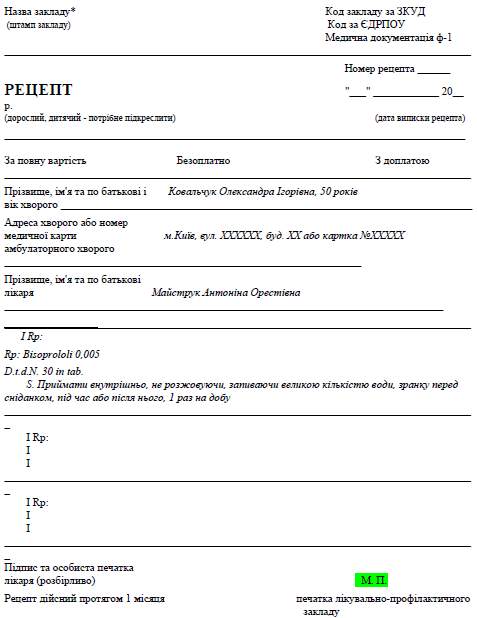 Назва закладу* Код закладу за ЗКУД
(штамп закладу) Код за ЄДРПОУ
Медична документація ф-1
Номер рецепта ______
РЕЦЕПТ "___" ____________ 20__
р.
(дорослий, дитячий - потрібне підкреслити) (дата виписки рецепта)
За повну вартість Безоплатно З доплатою
Прізвище, ім'я та по батькові і Ковальчук Олександра Ігорівна, 50 років
вік хворого
Адреса хворого або номер
медичної карти м.Київ, вул. ХХХХХХ, буд. ХХ або картка №ХХХХХ
амбулаторного хворого
Прізвище, ім'я та по батькові
лікаря Майструк Антоніна Орестівна
I Rp:
Rp: Bisoprololi 0,005
D.t.d.N. 30 in tab.
S. Приймати внутрішньо, не розжовуючи, запиваючи великою кількістю води, зранку перед
сніданком, під час або після нього, 1 раз на добу
I Rp:
I
I
I Rp:
I
I
Підпис та особиста печатка
лікаря (розбірливо) М. П.
Рецепт дійсний протягом 1 місяця печатка лікувально-профілактичного
закладу